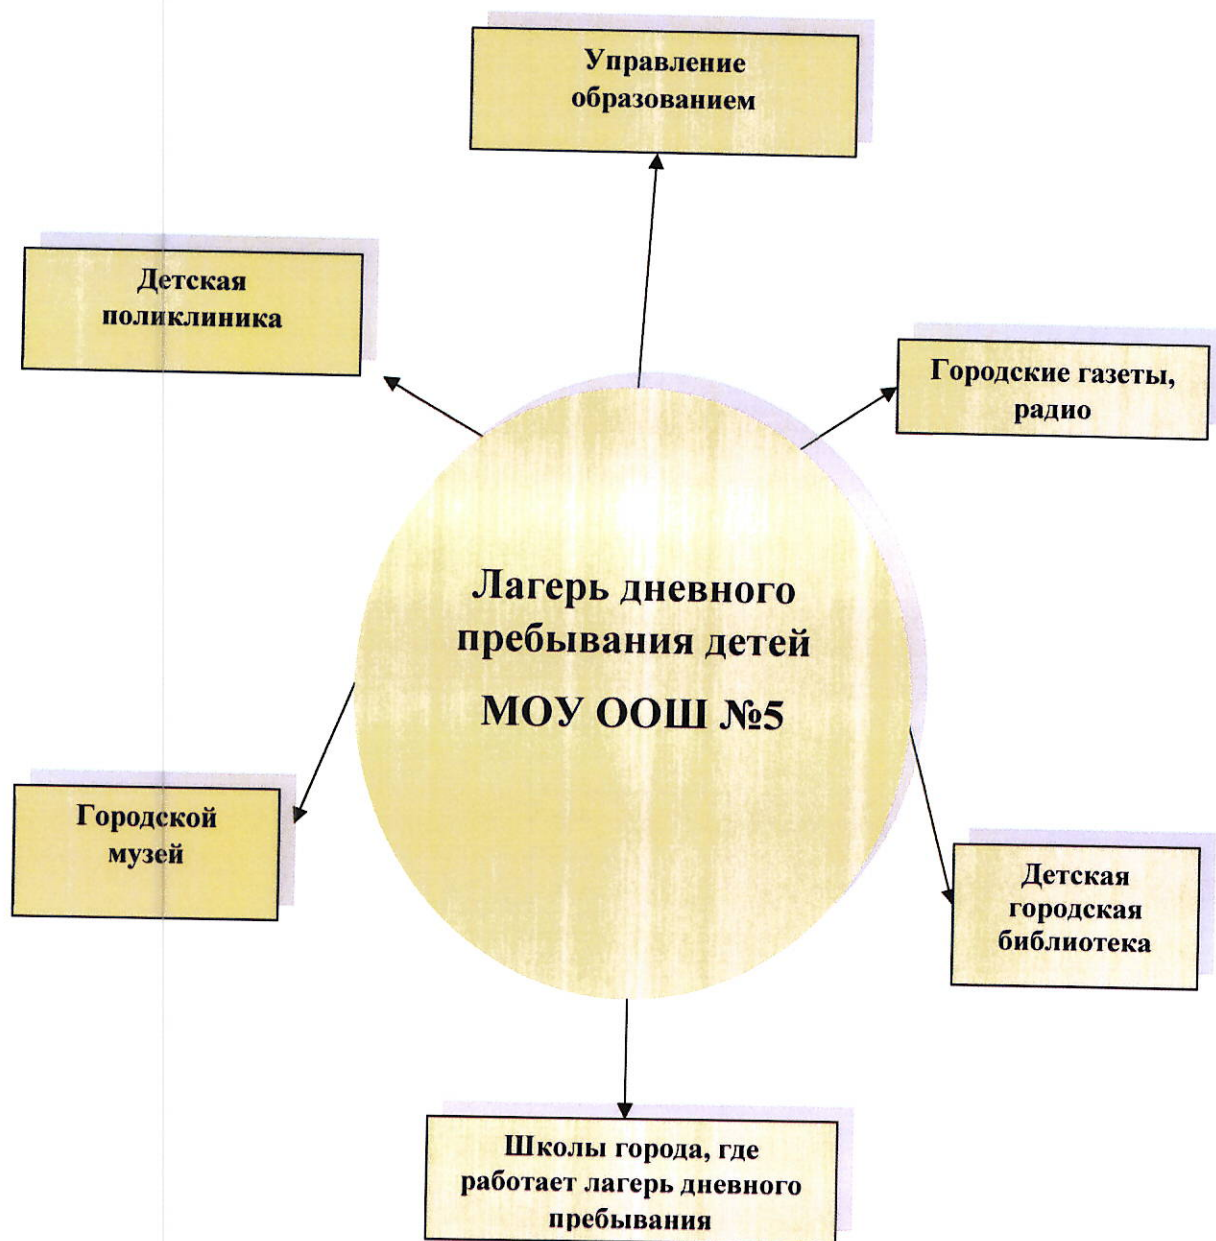 Управление
образованием
Детская
поликлиника
Городские газеты,
радио
Лагерь дневного
пребывания детей
МОУ ООШ №5
Городской
музей
Детская
городская
библиотека
Школы города, где
работает лагерь дневного
пребывания